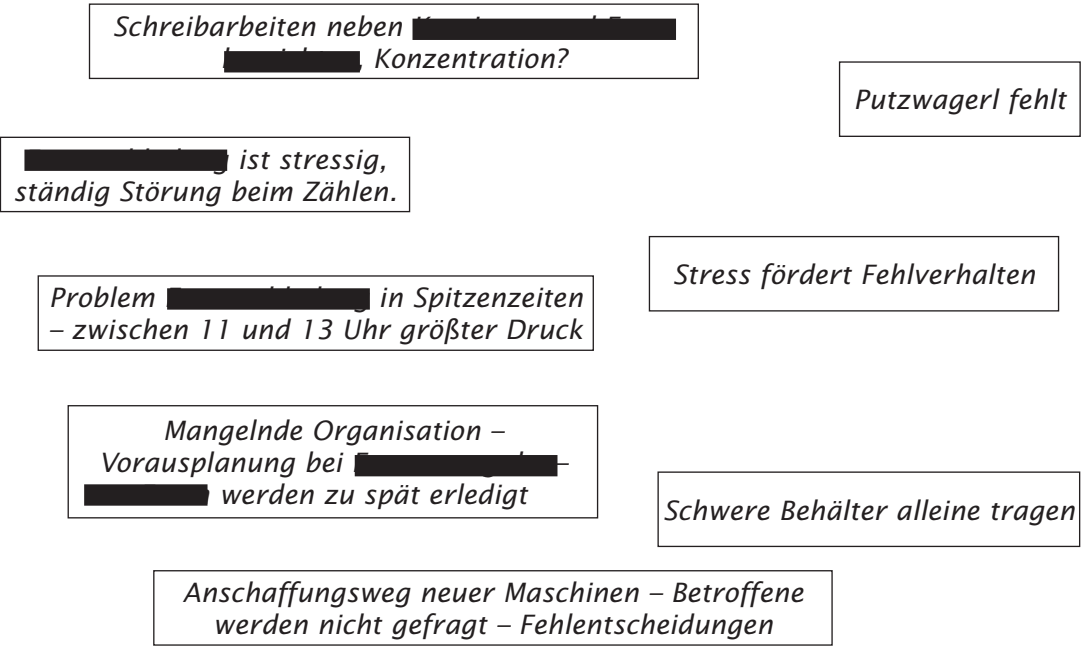 Schreibarbeiten neben
, Konzentration?
Putzwagerl fehlt
ist stressig,
ständig Störung beim Zählen.
Stress fördert Fehlverhalten
Problem in Spitzenzeiten
– zwischen 11 und 13 Uhr größter Druck
Mangelnde Organisation –
Vorausplanung bei –
werden zu spät erledigt
Schwere Behälter alleine tragen
Anschaffungsweg neuer Maschinen – Betroffene
werden nicht gefragt – Fehlentscheidungen